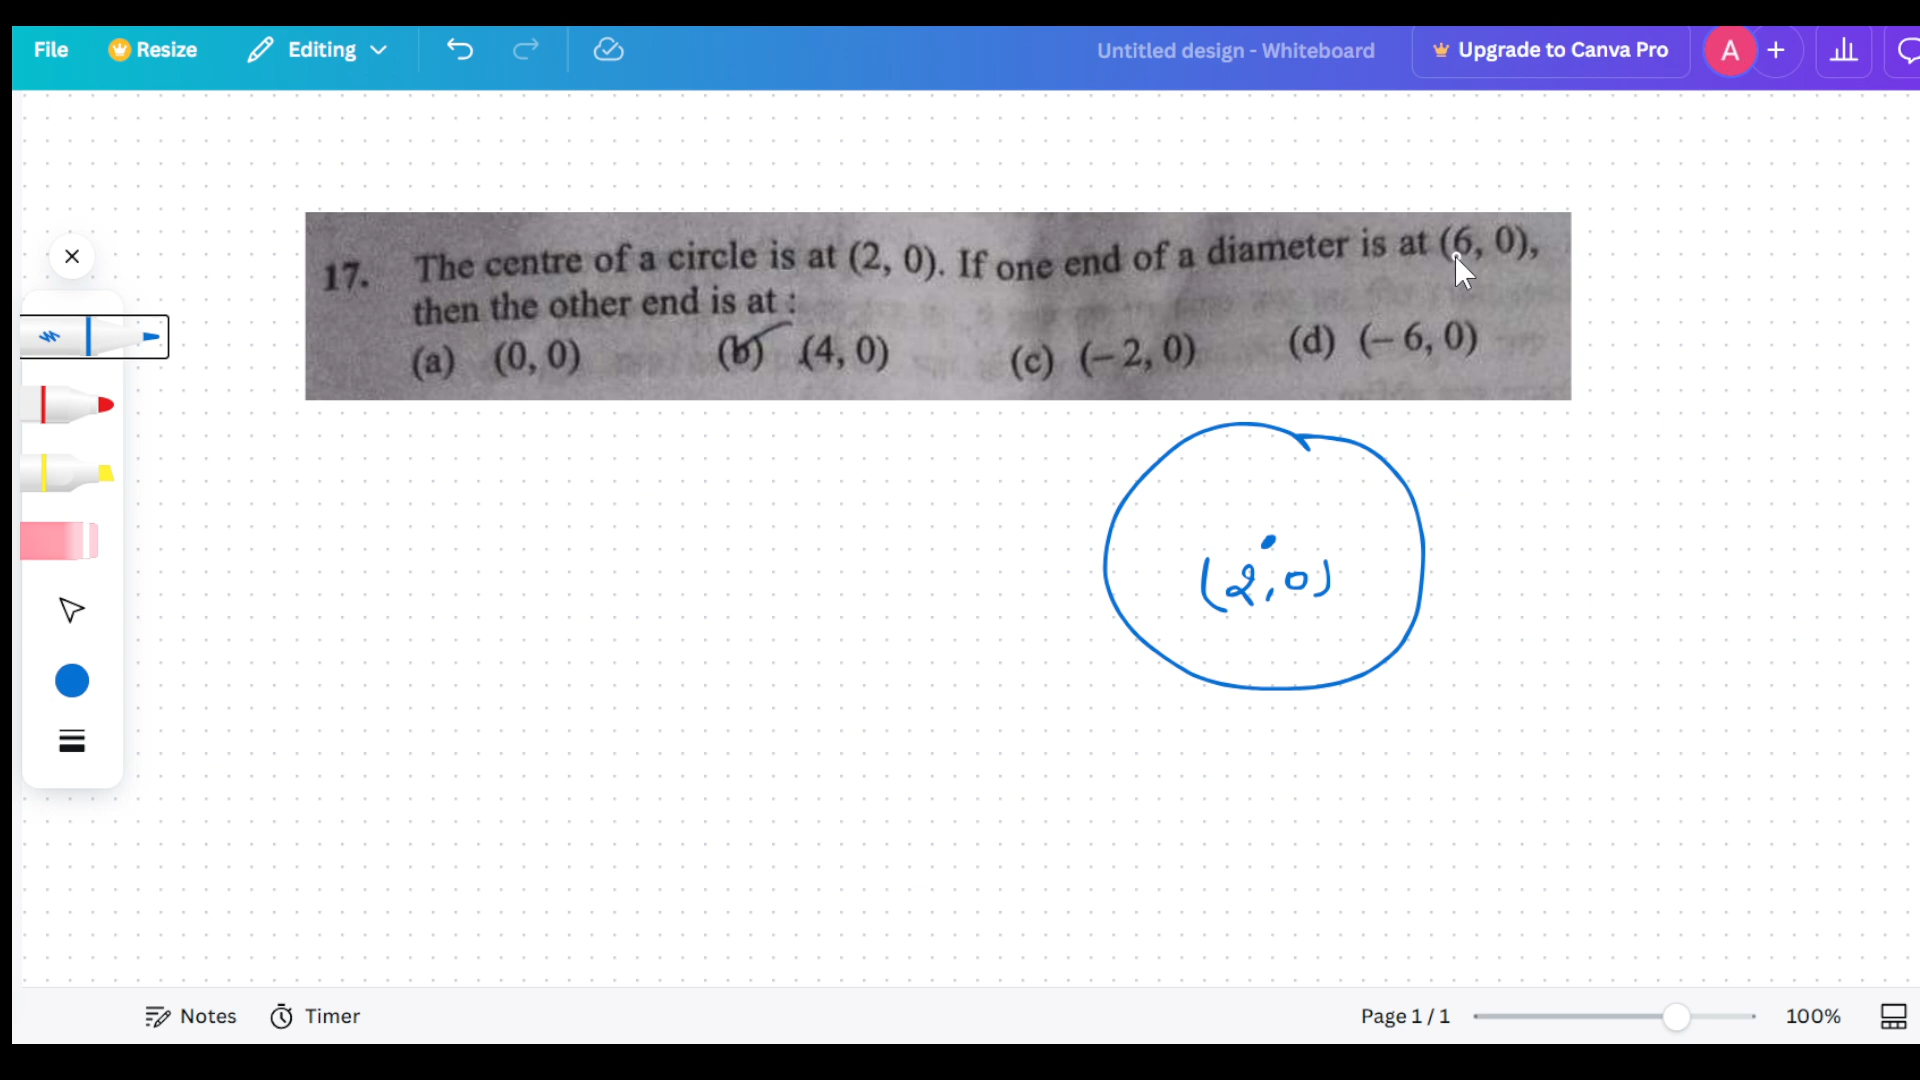 File Resize Editing Untitled design - Whiteboard Upgrade to Canva Pro A +
17. The centre of a circle is at (2, 0). If one end of a diameter is at (6, 0),
then the other end is at :
(a) (0, 0) (b) (4, 0) (c) (– 2, 0) (d) (– 6, 0)
(2,0)
Notes Timer Page 1 / 1 100%